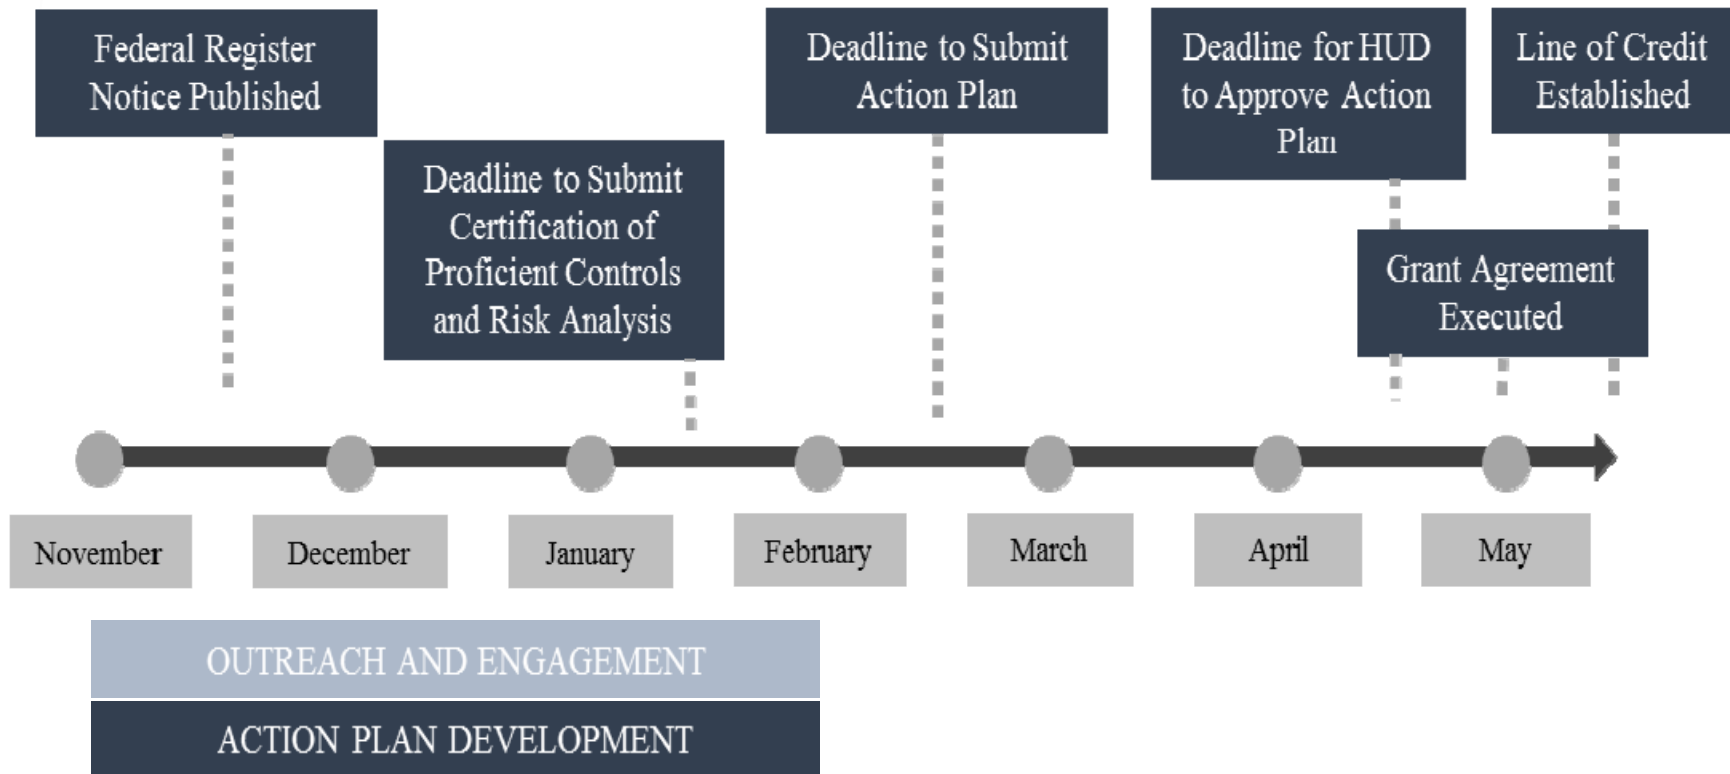 Federal Register
Notice Published
Deadline to Submit
Certification of
Proficient Controls
and Risk Analysis
Deadline to Submit
Action Plan
Deadline for HUD
to Approve Action
Plan
Grant Agreement
Executed
Line of Credit
Established
November
December
January
February
March
April
May
OUTREACH AND ENGAGEMENT
ACTION PLAN DEVELOPMENT